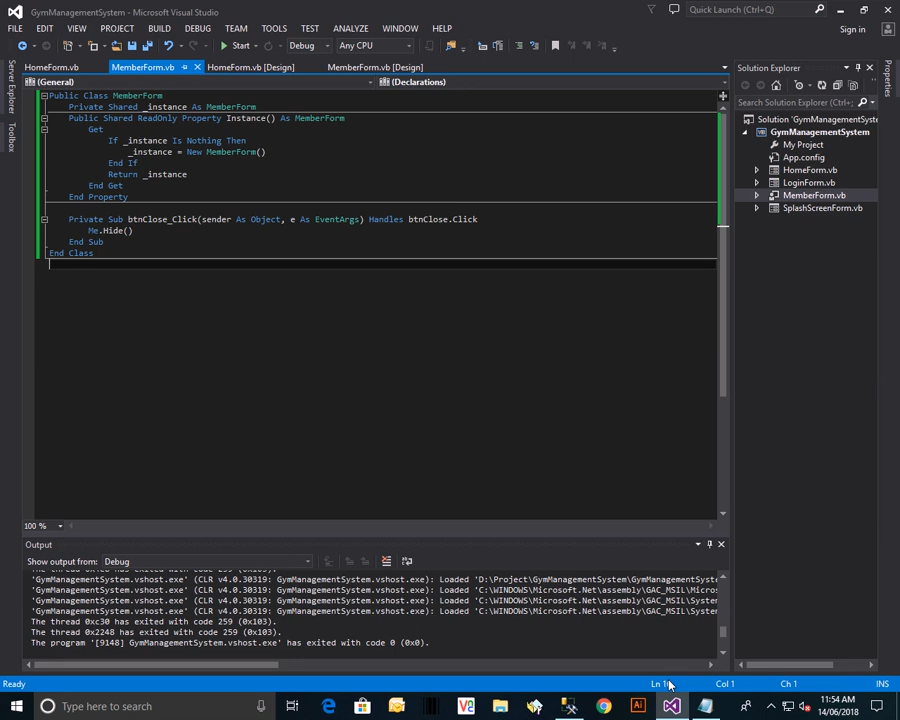 GymManagementSystem - Microsoft Visual Studio
Quick Launch (Ctrl+Q)
FILE EDIT VIEW PROJECT BUILD DEBUG TEAM TOOLS TEST ANALYZE WINDOW HELP
Sign in
Start Debug Any CPU
HomeForm.vb MemberForm.vb HomeForm.vb [Design] MemberForm.vb [Design]
Solution Explorer
(General) (Declarations)
Server Explorer
Toolbox
Properties
Public Class MemberForm
Private Shared _instance As MemberForm
Public Shared ReadOnly Property Instance() As MemberForm
Get
If _instance Is Nothing Then
_instance = New MemberForm()
End If
Return _instance
End Get
End Property
Private Sub btnClose_Click(sender As Object, e As EventArgs) Handles btnClose.Click
Me.Hide()
End Sub
End Class
Search Solution Explorer (Ctrl+;)
Solution 'GymManagementSyste
GymManagementSystem
My Project
App.config
HomeForm.vb
LoginForm.vb
MemberForm.vb
SplashScreenForm.vb
100 %
Output
Show output from: Debug
'GymManagementSystem.vshost.exe' (CLR v4.0.30319: GymManagementSystem.vshost.exe): Loaded 'D:\Project\GymManagementSystem\GymManagementSyste
'GymManagementSystem.vshost.exe' (CLR v4.0.30319: GymManagementSystem.vshost.exe): Loaded 'C:\WINDOWS\Microsoft.Net\assembly\GAC_MSIL\Micros
'GymManagementSystem.vshost.exe' (CLR v4.0.30319: GymManagementSystem.vshost.exe): Loaded 'C:\WINDOWS\Microsoft.Net\assembly\GAC_MSIL\System
'GymManagementSystem.vshost.exe' (CLR v4.0.30319: GymManagementSystem.vshost.exe): Loaded 'C:\WINDOWS\Microsoft.Net\assembly\GAC_MSIL\System
The thread 0xc30 has exited with code 259 (0x103).
The thread 0x2248 has exited with code 259 (0x103).
The program '[9148] GymManagementSystem.vshost.exe' has exited with code 0 (0x0).
Ready Ln Col 1 Ch 1 INS
Type here to search
Ai
11:54 AM
14/06/2018